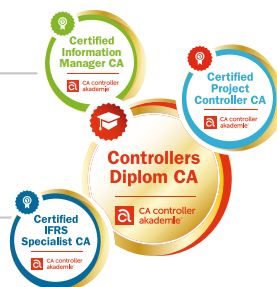 Certified
Information
Manager CA
CA controller
akademie®
Certified
Project
Controller CA
CA controller
akademie®
Controllers
Diplom CA
CA controller
akademie®
Certified
IFRS
Specialist CA
CA controller
akademie®